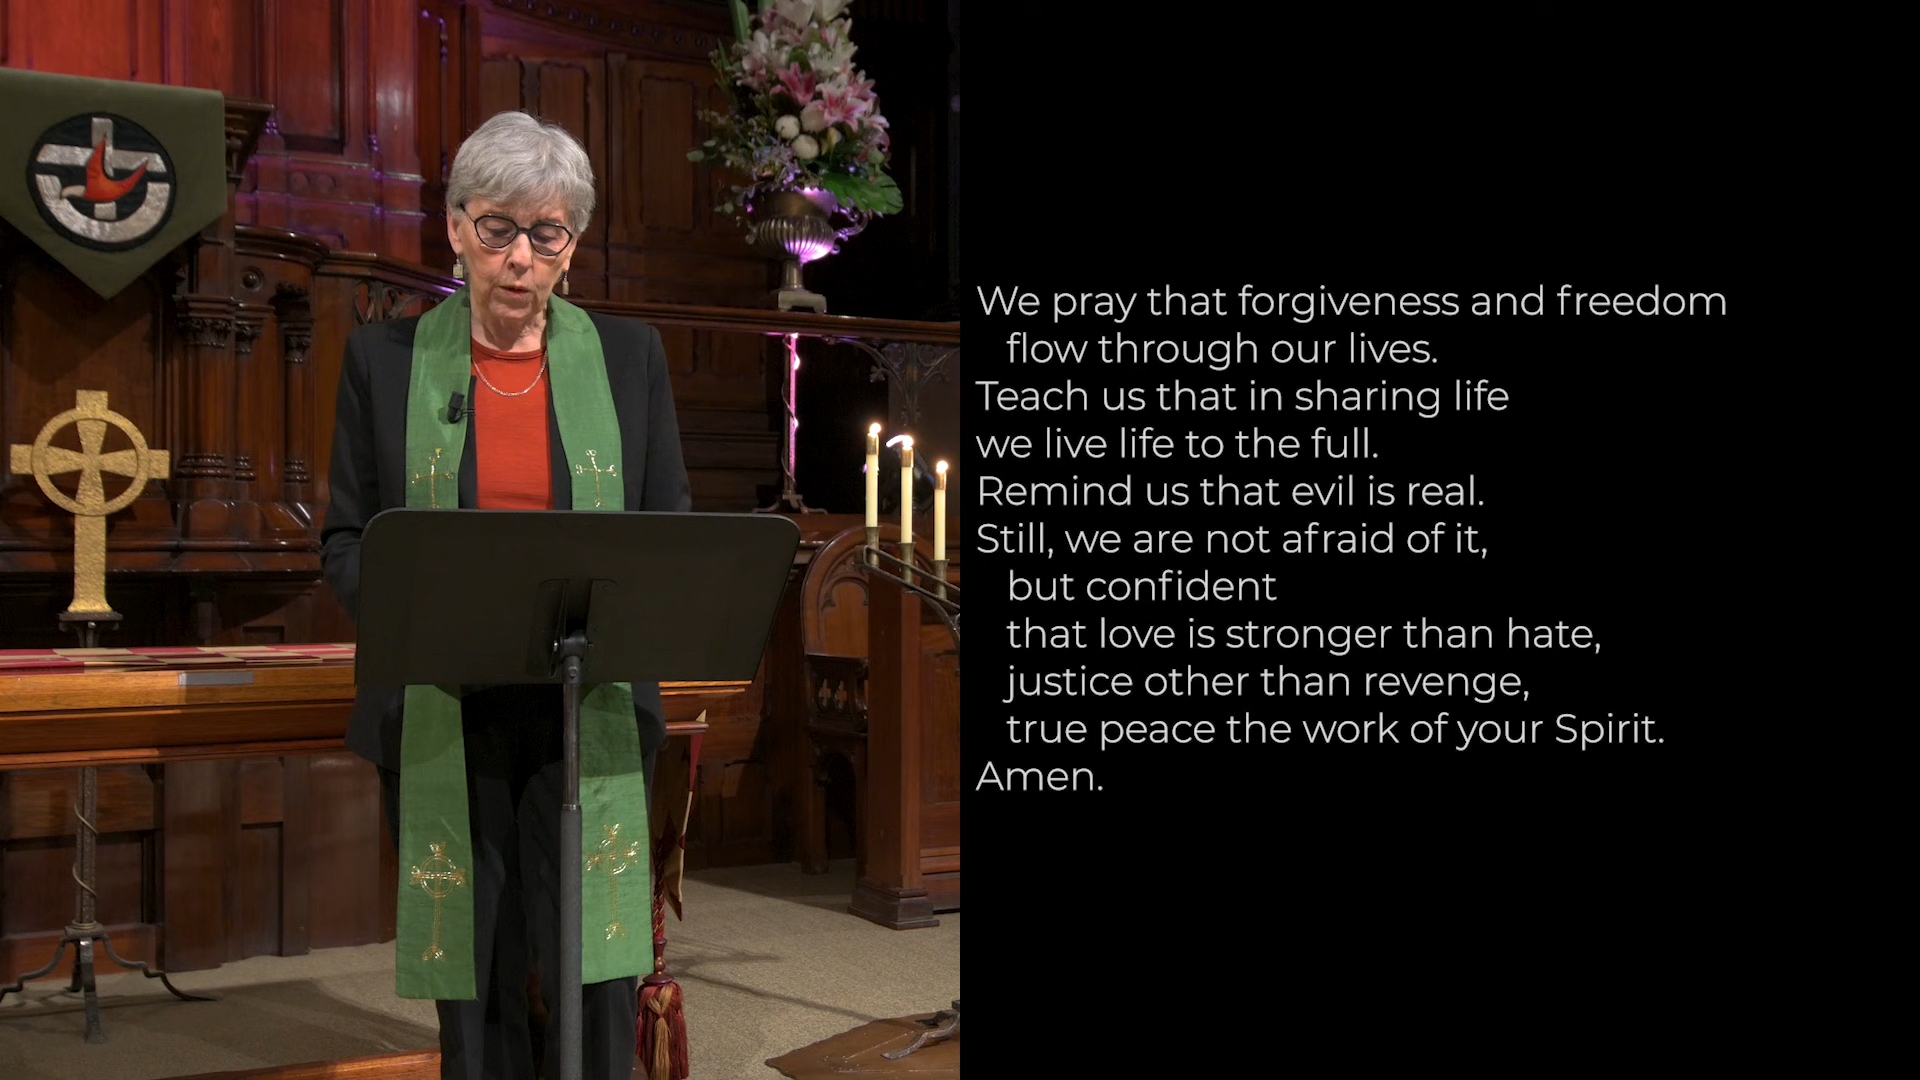 We pray that forgiveness and freedom
flow through our lives.
Teach us that in sharing life
we live life to the full.
Remind us that evil is real.
Still, we are not afraid of it,
but confident
that love is stronger than hate,
justice other than revenge,
true peace the work of your Spirit.
Amen.